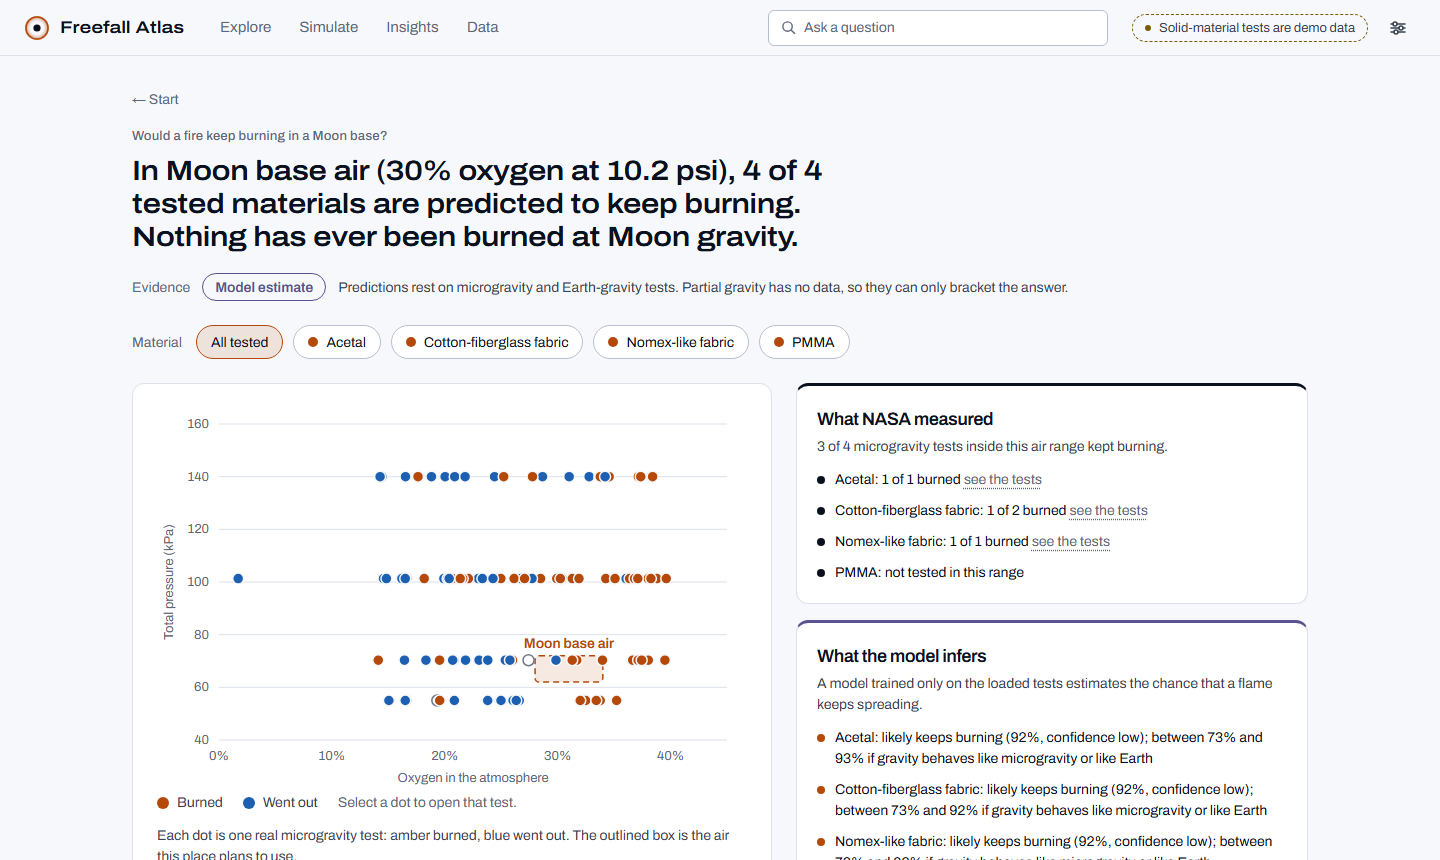 Freefall Atlas
Explore
Simulate
Insights
Data
Ask a question
Solid-material tests are demo data
← Start
Would a fire keep burning in a Moon base?
In Moon base air (30% oxygen at 10.2 psi), 4 of 4
tested materials are predicted to keep burning.
Nothing has ever been burned at Moon gravity.
Evidence
Model estimate
Predictions rest on microgravity and Earth-gravity tests. Partial gravity has no data, so they can only bracket the answer.
Material
All tested
Acetal
Cotton-fiberglass fabric
Nomex-like fabric
PMMA
160
140
120
100
80
60
40
Total pressure (kPa)
Moon base air
0%
10%
20%
30%
40%
Oxygen in the atmosphere
Burned
Went out
Select a dot to open that test.
Each dot is one real microgravity test: amber burned, blue went out. The outlined box is the air
this place plans to use.
What NASA measured
3 of 4 microgravity tests inside this air range kept burning.
Acetal: 1 of 1 burned see the tests
Cotton-fiberglass fabric: 1 of 2 burned see the tests
Nomex-like fabric: 1 of 1 burned see the tests
PMMA: not tested in this range
What the model infers
A model trained only on the loaded tests estimates the chance that a flame
keeps spreading.
Acetal: likely keeps burning (92%, confidence low); between 73% and
93% if gravity behaves like microgravity or like Earth
Cotton-fiberglass fabric: likely keeps burning (92%, confidence low);
between 73% and 92% if gravity behaves like microgravity or like Earth
Nomex-like fabric: likely keeps burning (92%, confidence low); between